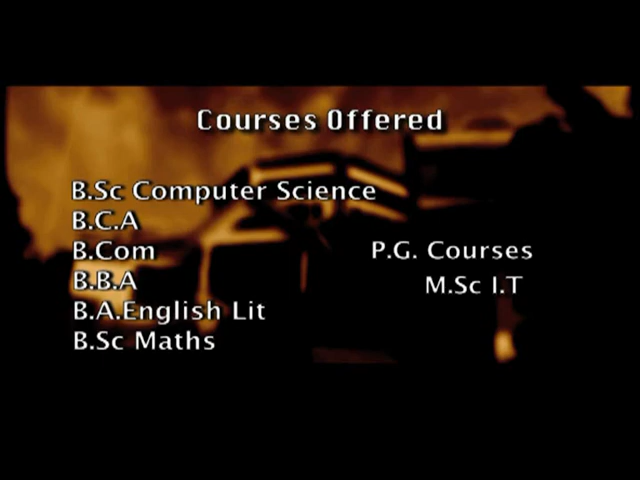 Courses Offered
B.Sc Computer Science
B.C.A
B.Com
B.B.A
B.A.English Lit
B.Sc Maths
P.G. Courses
M.Sc I.T